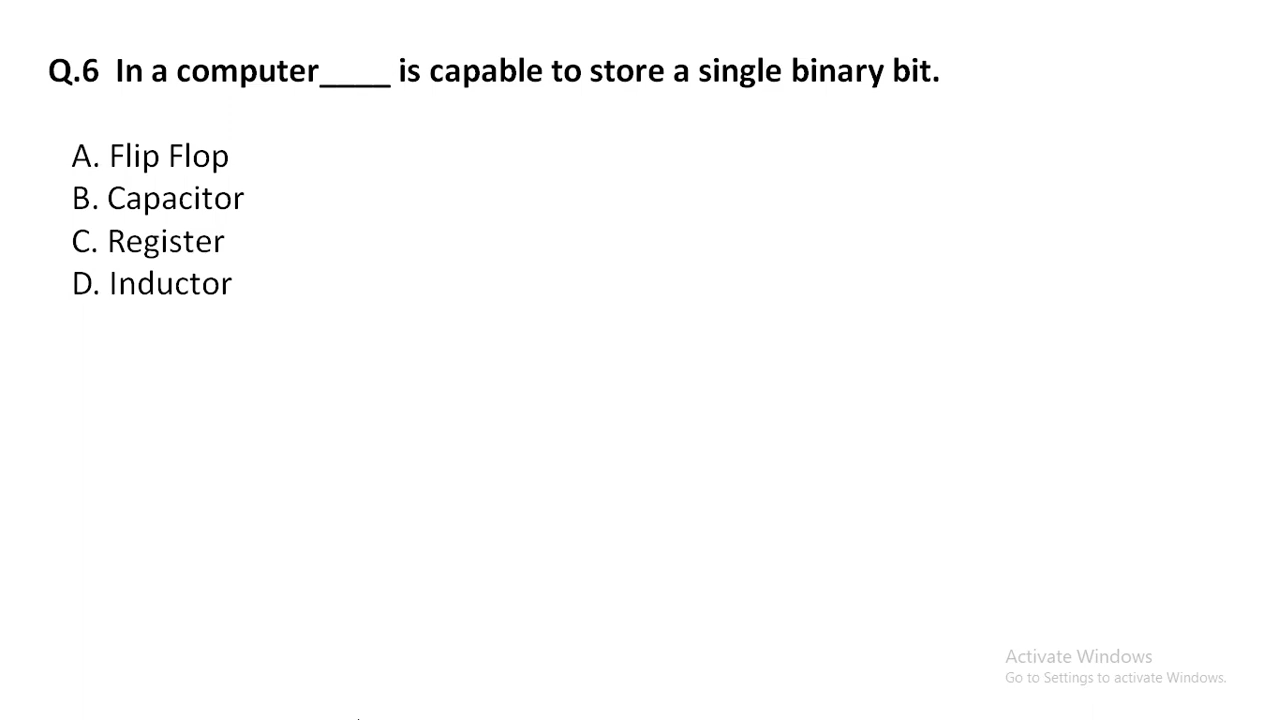 Q.6  In a computer____ is capable to store a single binary bit.
A. Flip Flop
B. Capacitor
C. Register
D. Inductor
Activate Windows
Go to Settings to activate Windows.